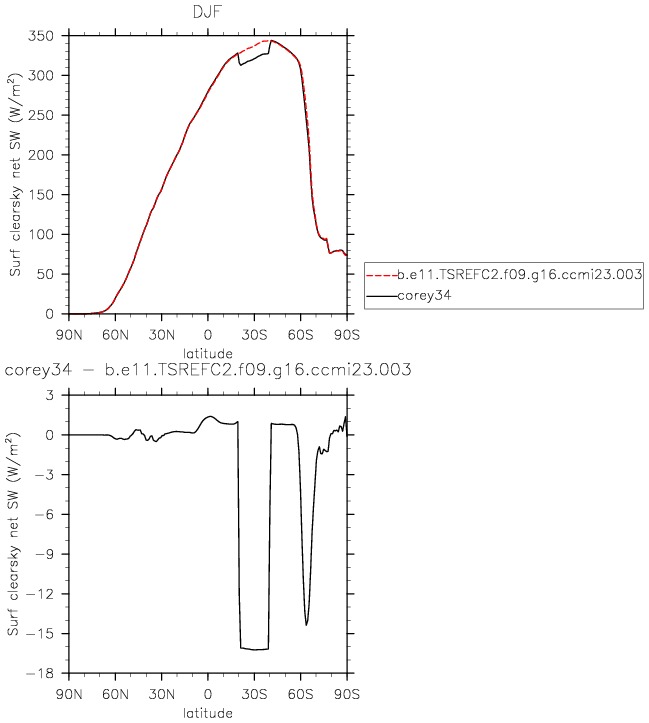 DJF
350
300
250
200
150
100
50
0
Surf clearsky net SW (W/m²)
90N 60N 30N 0 30S 60S 90S
latitude
b.e11.TSREFC2.f09.g16.ccmi23.003
corey34
corey34 − b.e11.TSREFC2.f09.g16.ccmi23.003
3
0
−3
−6
−9
−12
−15
−18
Surf clearsky net SW (W/m²)
90N 60N 30N 0 30S 60S 90S
latitude